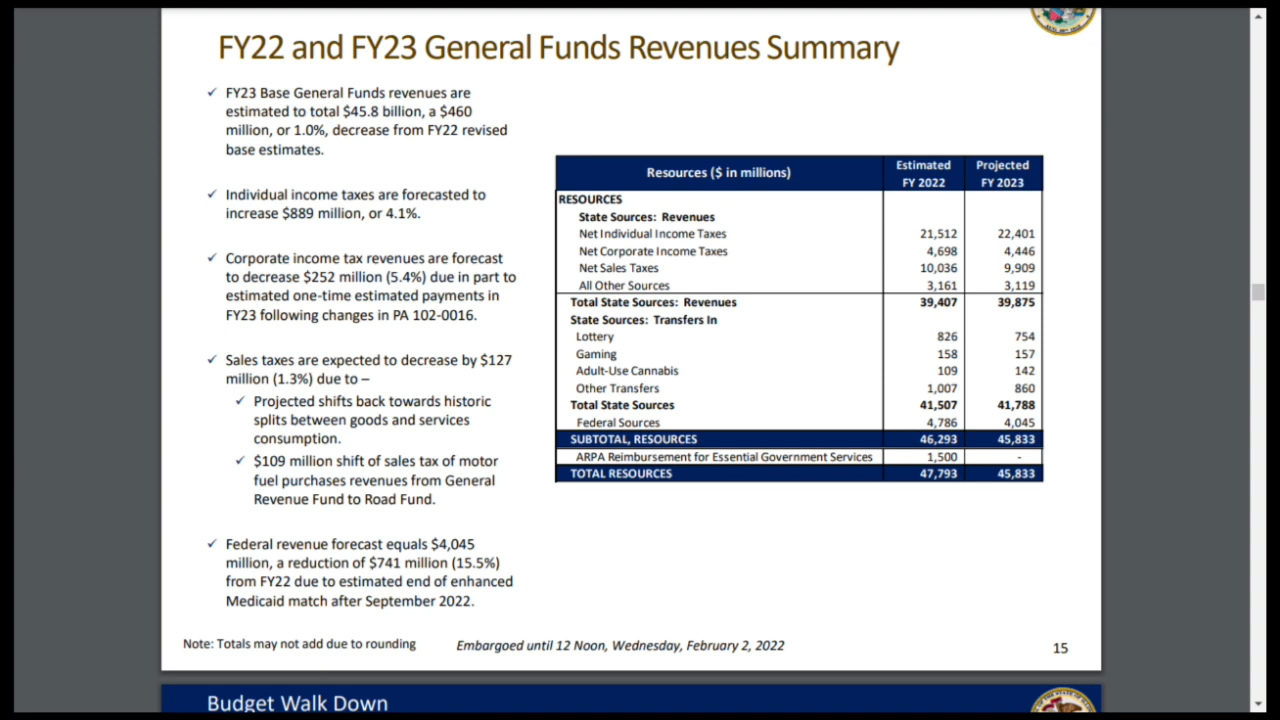 FY22 and FY23 General Funds Revenues Summary
✓ FY23 Base General Funds revenues are
estimated to total $45.8 billion, a $460
million, or 1.0%, decrease from FY22 revised
base estimates.
✓ Individual income taxes are forecasted to
increase $889 million, or 4.1%.
✓ Corporate income tax revenues are forecast
to decrease $252 million (5.4%) due in part to
estimated one-time estimated payments in
FY23 following changes in PA 102-0016.
✓ Sales taxes are expected to decrease by $127
million (1.3%) due to –
✓ Projected shifts back towards historic
splits between goods and services
consumption.
✓ $109 million shift of sales tax of motor
fuel purchases revenues from General
Revenue Fund to Road Fund.
✓ Federal revenue forecast equals $4,045
million, a reduction of $741 million (15.5%)
from FY22 due to estimated end of enhanced
Medicaid match after September 2022.
Resources ($ in millions) Estimated FY 2022 Projected FY 2023
RESOURCES
State Sources: Revenues
Net Individual Income Taxes 21,512 22,401
Net Corporate Income Taxes 4,698 4,446
Net Sales Taxes 10,036 9,909
All Other Sources 3,161 3,119
Total State Sources: Revenues 39,407 39,875
State Sources: Transfers In
Lottery 826 754
Gaming 158 157
Adult-Use Cannabis 109 142
Other Transfers 1,007 860
Total State Sources 41,507 41,788
Federal Sources 4,786 4,045
SUBTOTAL, RESOURCES 46,293 45,833
ARPA Reimbursement for Essential Government Services 1,500 -
TOTAL RESOURCES 47,793 45,833
Note: Totals may not add due to rounding Embargoed until 12 Noon, Wednesday, February 2, 2022 15
Budget Walk Down